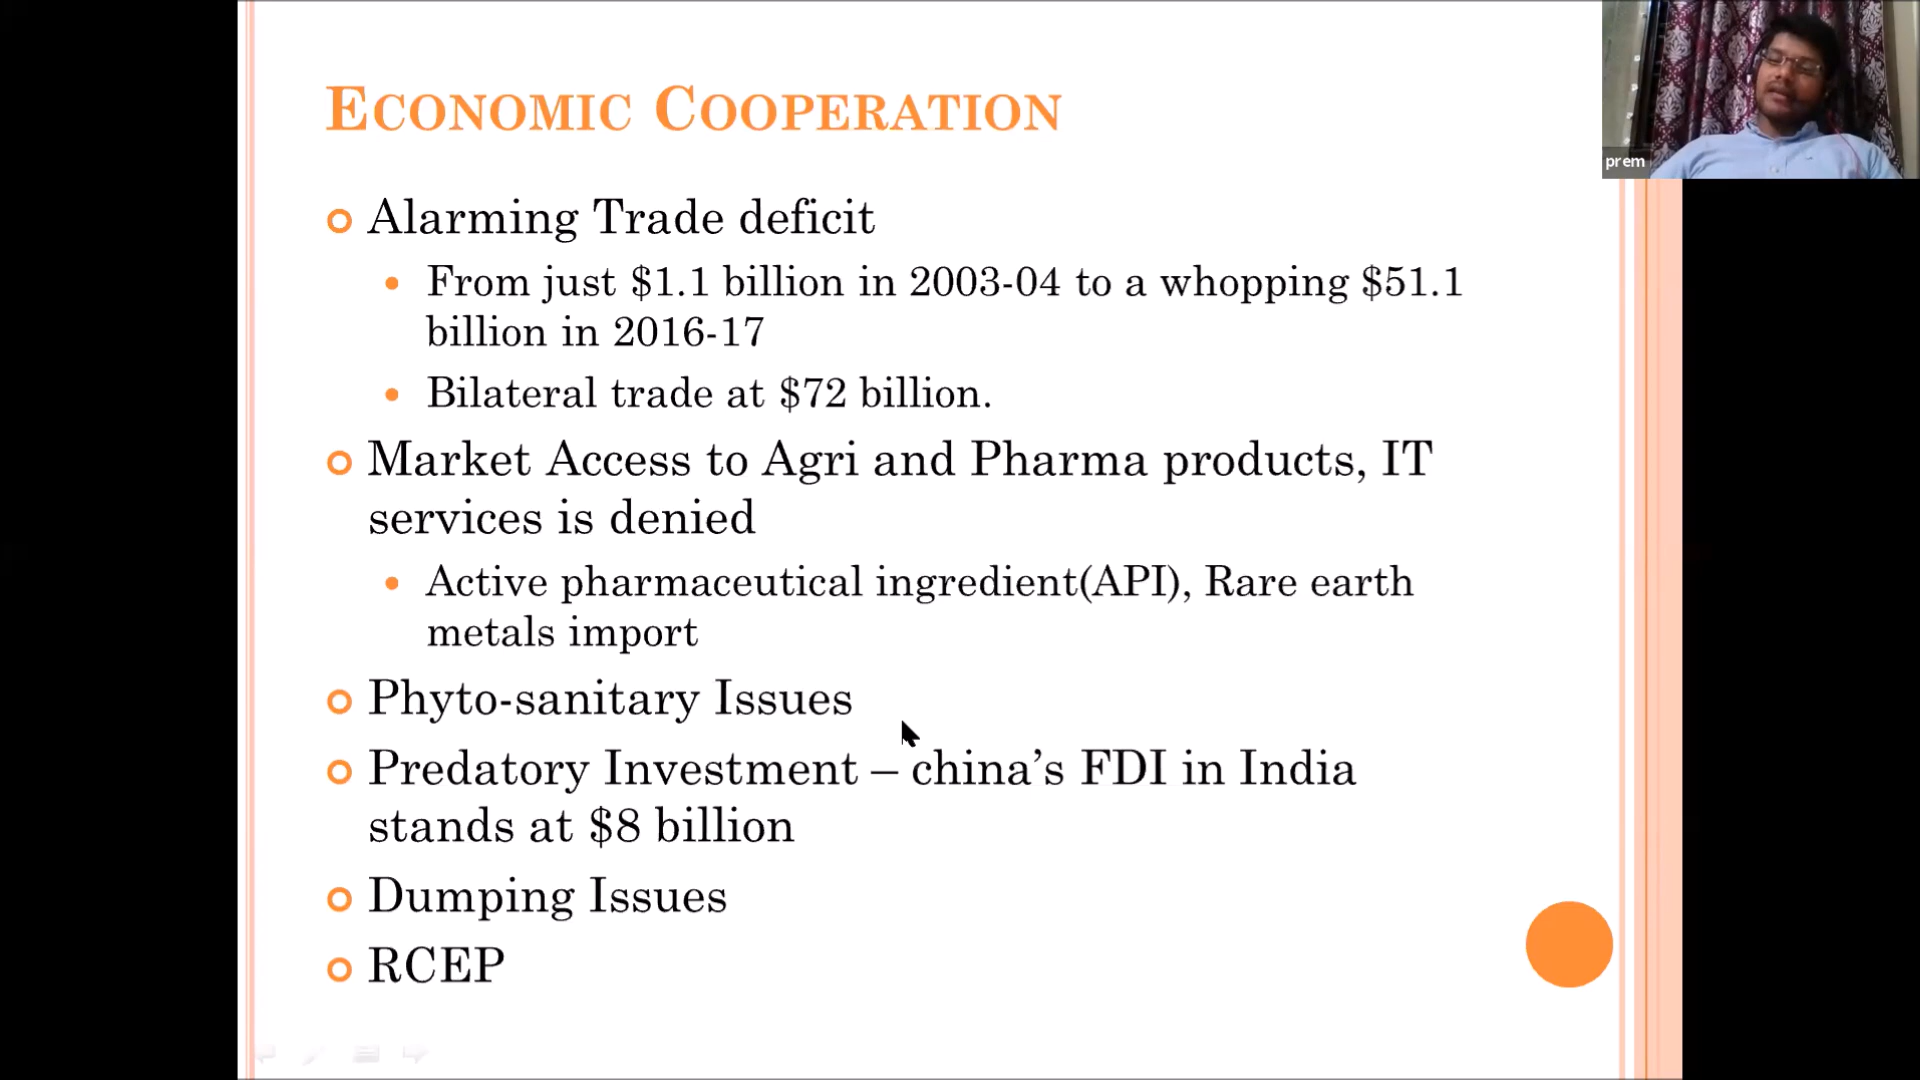 ECONOMIC COOPERATION
prem
Alarming Trade deficit
From just $1.1 billion in 2003-04 to a whopping $51.1
billion in 2016-17
Bilateral trade at $72 billion.
Market Access to Agri and Pharma products, IT
services is denied
Active pharmaceutical ingredient(API), Rare earth
metals import
Phyto-sanitary Issues
Predatory Investment – china’s FDI in India
stands at $8 billion
Dumping Issues
RCEP